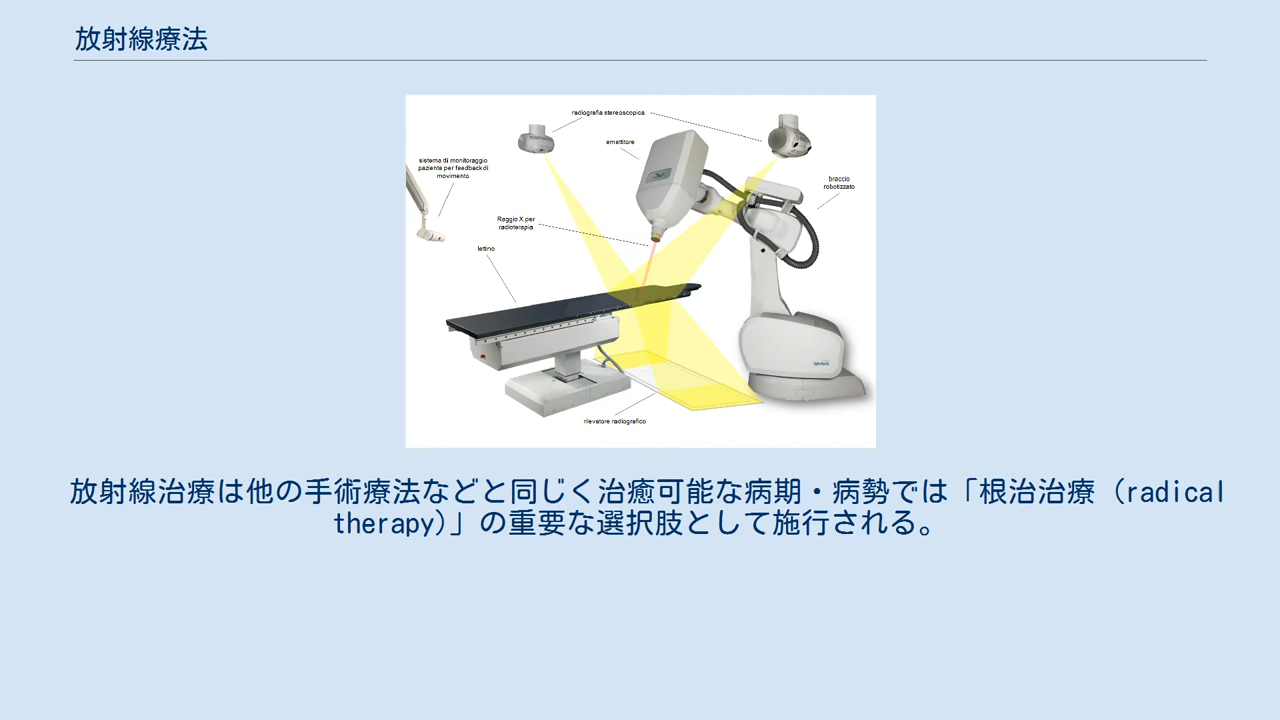 放射線療法
radiografia stereoscopica
emettitore
sistema di monitoraggio
paziente per feedback di
movimento
braccio
robotizzato
Raggio X per
radioterapia
lettino
rilevatore radiografico
放射線治療は他の手術療法などと同じく治癒可能な病期・病勢では「根治治療（radical
therapy)」の重要な選択肢として施行される。